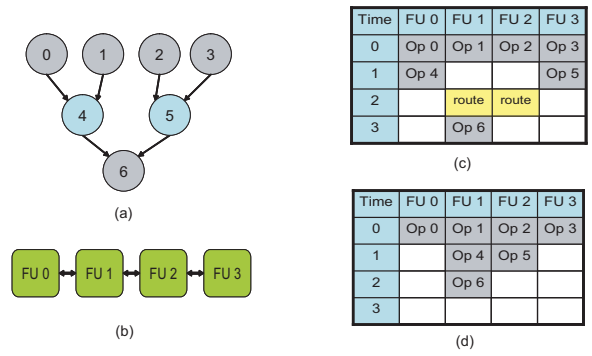 0 1 2 3
4 5
6
(a)
FU 0 FU 1 FU 2 FU 3
(b)
Time FU 0 FU 1 FU 2 FU 3
0 Op 0 Op 1 Op 2 Op 3
1 Op 4 Op 5
2 route route
3 Op 6
(c)
Time FU 0 FU 1 FU 2 FU 3
0 Op 0 Op 1 Op 2 Op 3
1 Op 4 Op 5
2 Op 6
3
(d)